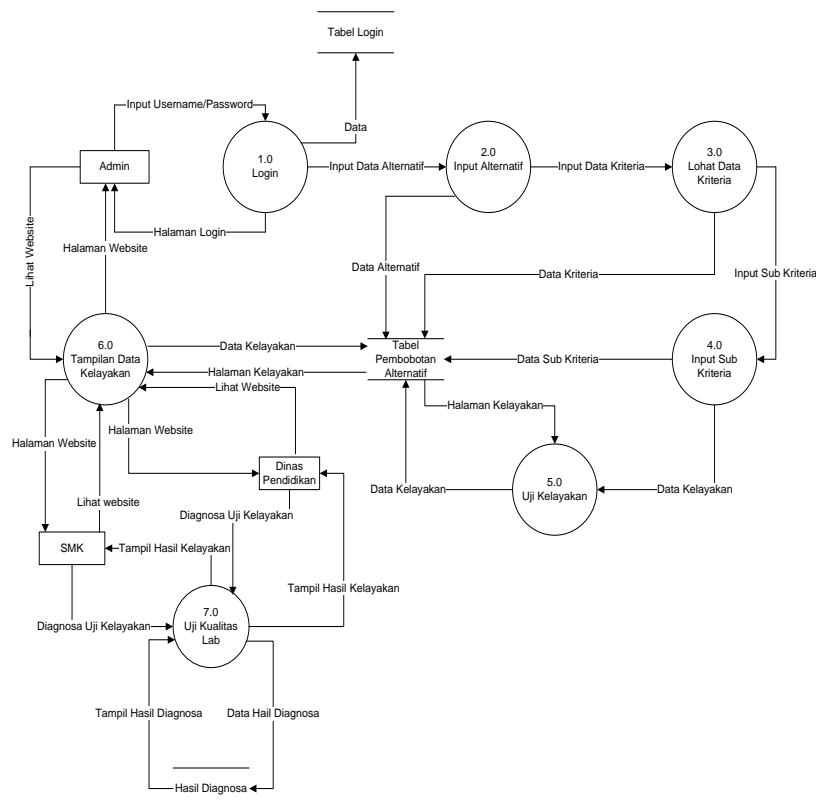 Tabel Login
Input Username/Password
Data
Admin
1.0
Login
Input Data Alternatif
2.0
Input Alternatif
Input Data Kriteria
3.0
Lohat Data
Kriteria
Lihat Website
Halaman Login
Halaman Website
Data Alternatif
Data Kriteria
Input Sub Kriteria
6.0
Tampilan Data
Kelayakan
Data Kelayakan
Tabel
Pembobotan
Alternatif
Data Sub Kriteria
4.0
Input Sub
Kriteria
Halaman Kelayakan
Lihat Website
Halaman Kelayakan
Halaman Website
Halaman Website
Dinas
Pendidikan
Data Kelayakan
5.0
Uji Kelayakan
Data Kelayakan
Lihat website
Diagnosa Uji Kelayakan
SMK
Tampil Hasil Kelayakan
Tampil Hasil Kelayakan
7.0
Uji Kualitas
Lab
Diagnosa Uji Kelayakan
Tampil Hasil Diagnosa
Data Hail Diagnosa
Hasil Diagnosa